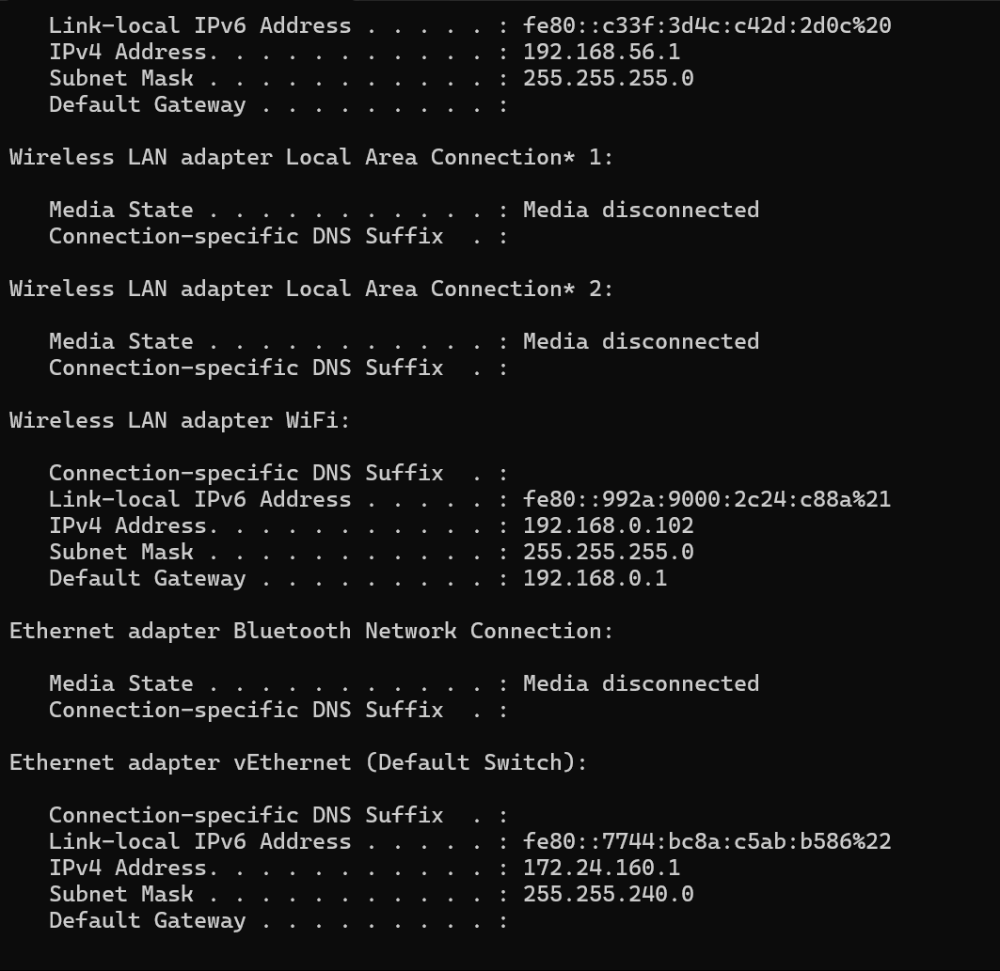 Link-local IPv6 Address . . . . . : fe80::c33f:3d4c:c42d:2d0c%20
IPv4 Address. . . . . . . . . . . : 192.168.56.1
Subnet Mask . . . . . . . . . . . : 255.255.255.0
Default Gateway . . . . . . . . . :
Wireless LAN adapter Local Area Connection* 1:
Media State . . . . . . . . . . . : Media disconnected
Connection-specific DNS Suffix  . :
Wireless LAN adapter Local Area Connection* 2:
Media State . . . . . . . . . . . : Media disconnected
Connection-specific DNS Suffix  . :
Wireless LAN adapter WiFi:
Connection-specific DNS Suffix  . :
Link-local IPv6 Address . . . . . : fe80::992a:9000:2c24:c88a%21
IPv4 Address. . . . . . . . . . . : 192.168.0.102
Subnet Mask . . . . . . . . . . . : 255.255.255.0
Default Gateway . . . . . . . . . : 192.168.0.1
Ethernet adapter Bluetooth Network Connection:
Media State . . . . . . . . . . . : Media disconnected
Connection-specific DNS Suffix  . :
Ethernet adapter vEthernet (Default Switch):
Connection-specific DNS Suffix  . :
Link-local IPv6 Address . . . . . : fe80::7744:bc8a:c5ab:b586%22
IPv4 Address. . . . . . . . . . . : 172.24.160.1
Subnet Mask . . . . . . . . . . . : 255.255.240.0
Default Gateway . . . . . . . . . :